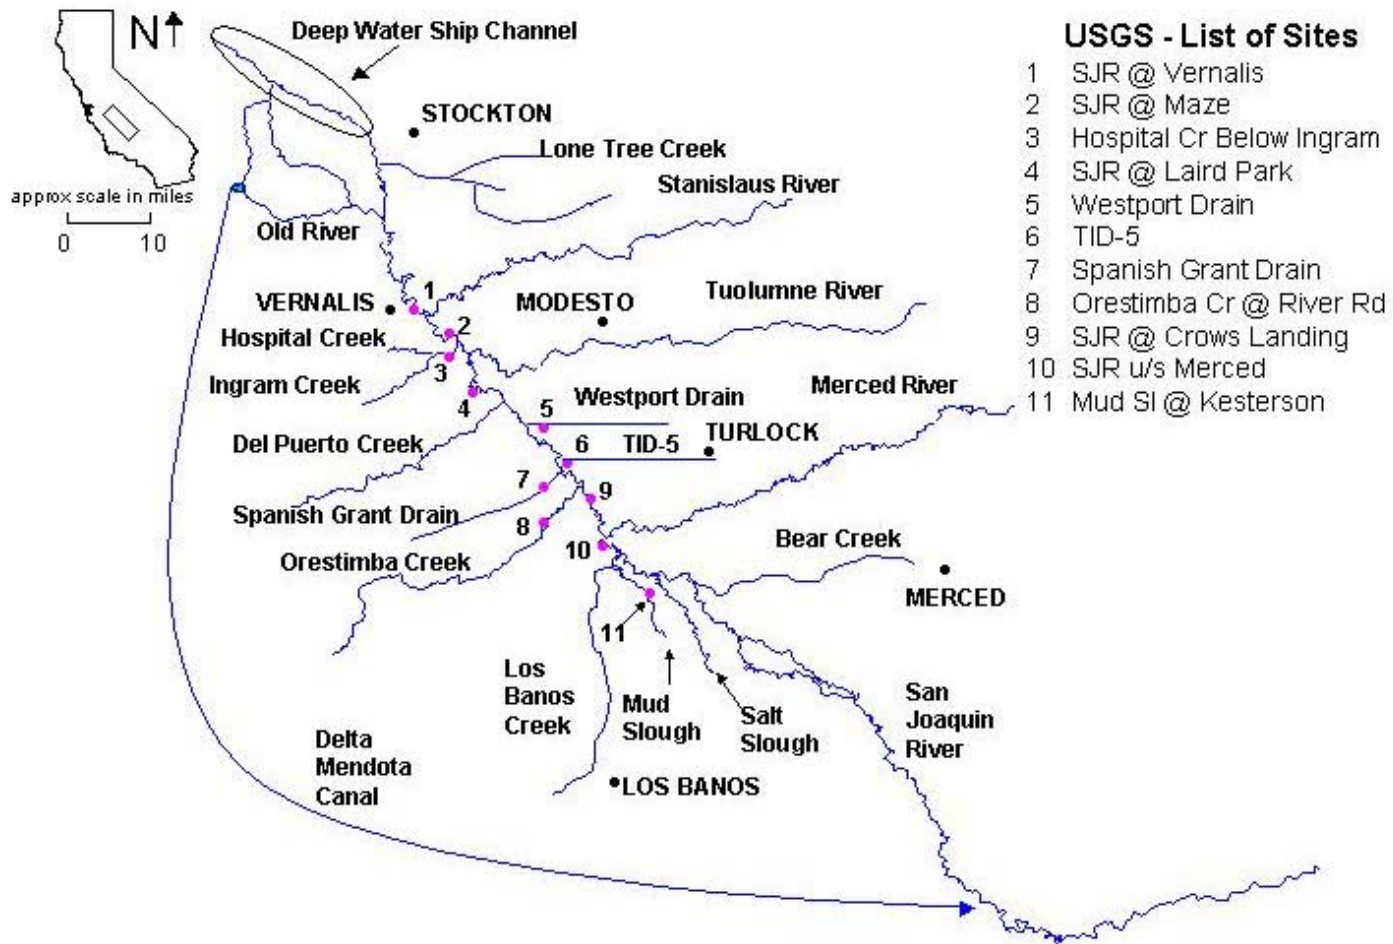 N
Deep Water Ship Channel
STOCKTON
Lone Tree Creek
Stanislaus River
approx scale in miles
0 10
Old River
VERNALIS
1
MODESTO
Tuolumne River
Hospital Creek
2
3
Ingram Creek
4
Westport Drain
Merced River
5
Del Puerto Creek
6
TID-5
TURLOCK
7
Spanish Grant Drain
8
9
Orestimba Creek
10
Bear Creek
MERCED
11
Los
Banos
Creek
Mud
Slough
Salt
Slough
San
Joaquin
River
Delta
Mendota
Canal
LOS BANOS
USGS - List of Sites
1 SJR @ Vernalis
2 SJR @ Maze
3 Hospital Cr Below Ingram
4 SJR @ Laird Park
5 Westport Drain
6 TID-5
7 Spanish Grant Drain
8 Orestimba Cr @ River Rd
9 SJR @ Crows Landing
10 SJR u/s Merced
11 Mud Sl @ Kesterson